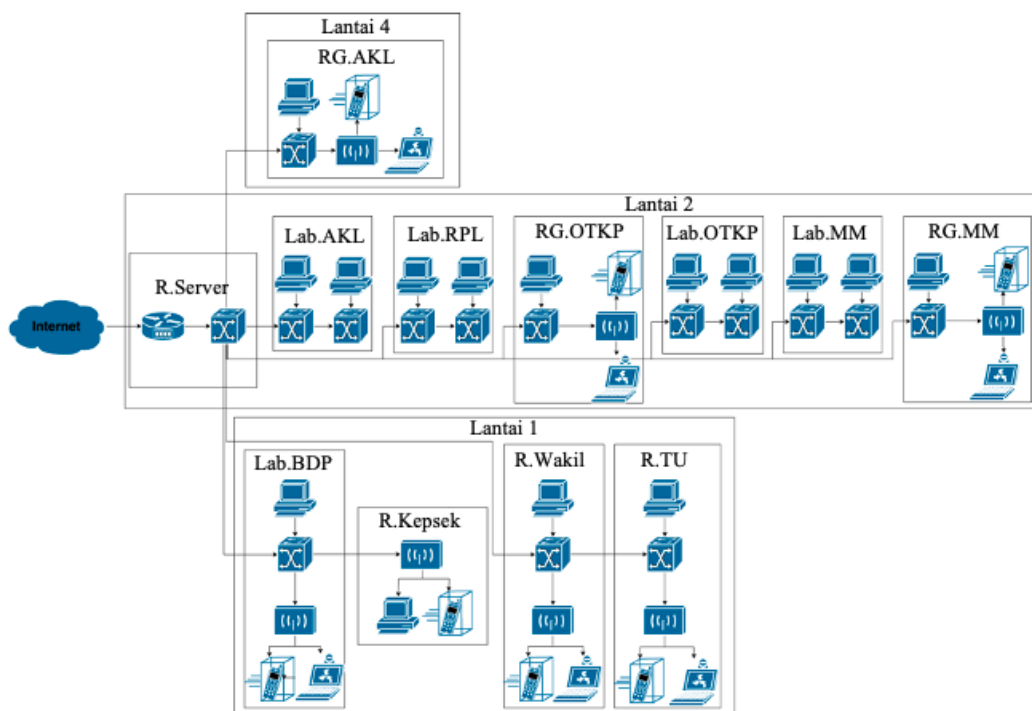 Lantai 4
RG.AKL
Lantai 2
Lab.AKL
Lab.RPL
RG.OTKP
Lab.OTKP
Lab.MM
RG.MM
R.Server
Internet
Lantai 1
Lab.BDP
R.Kepsek
R.Wakil
R.TU